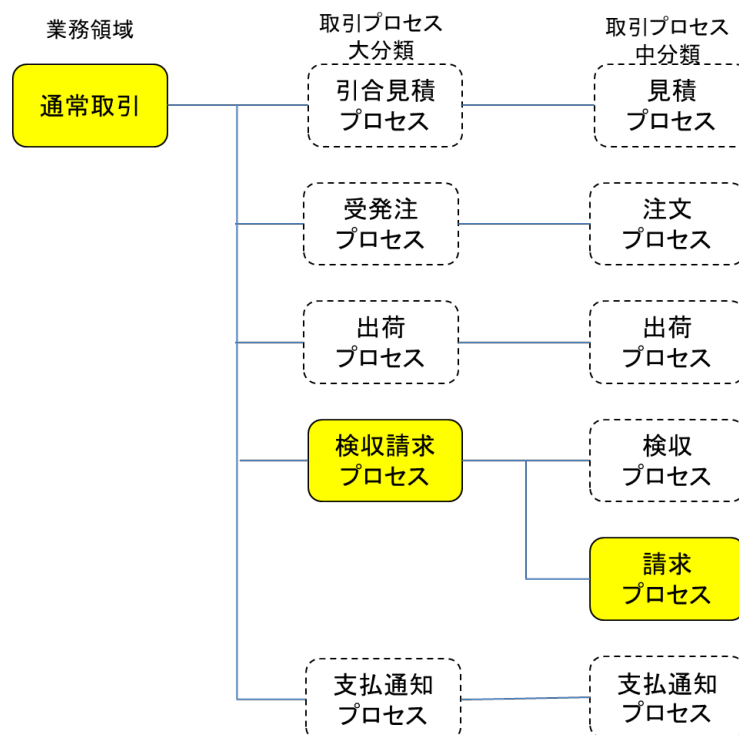 業務領域
取引プロセス
大分類
取引プロセス
中分類
通常取引
引合見積
プロセス
見積
プロセス
受発注
プロセス
注文
プロセス
出荷
プロセス
出荷
プロセス
検収請求
プロセス
検収
プロセス
請求
プロセス
支払通知
プロセス
支払通知
プロセス